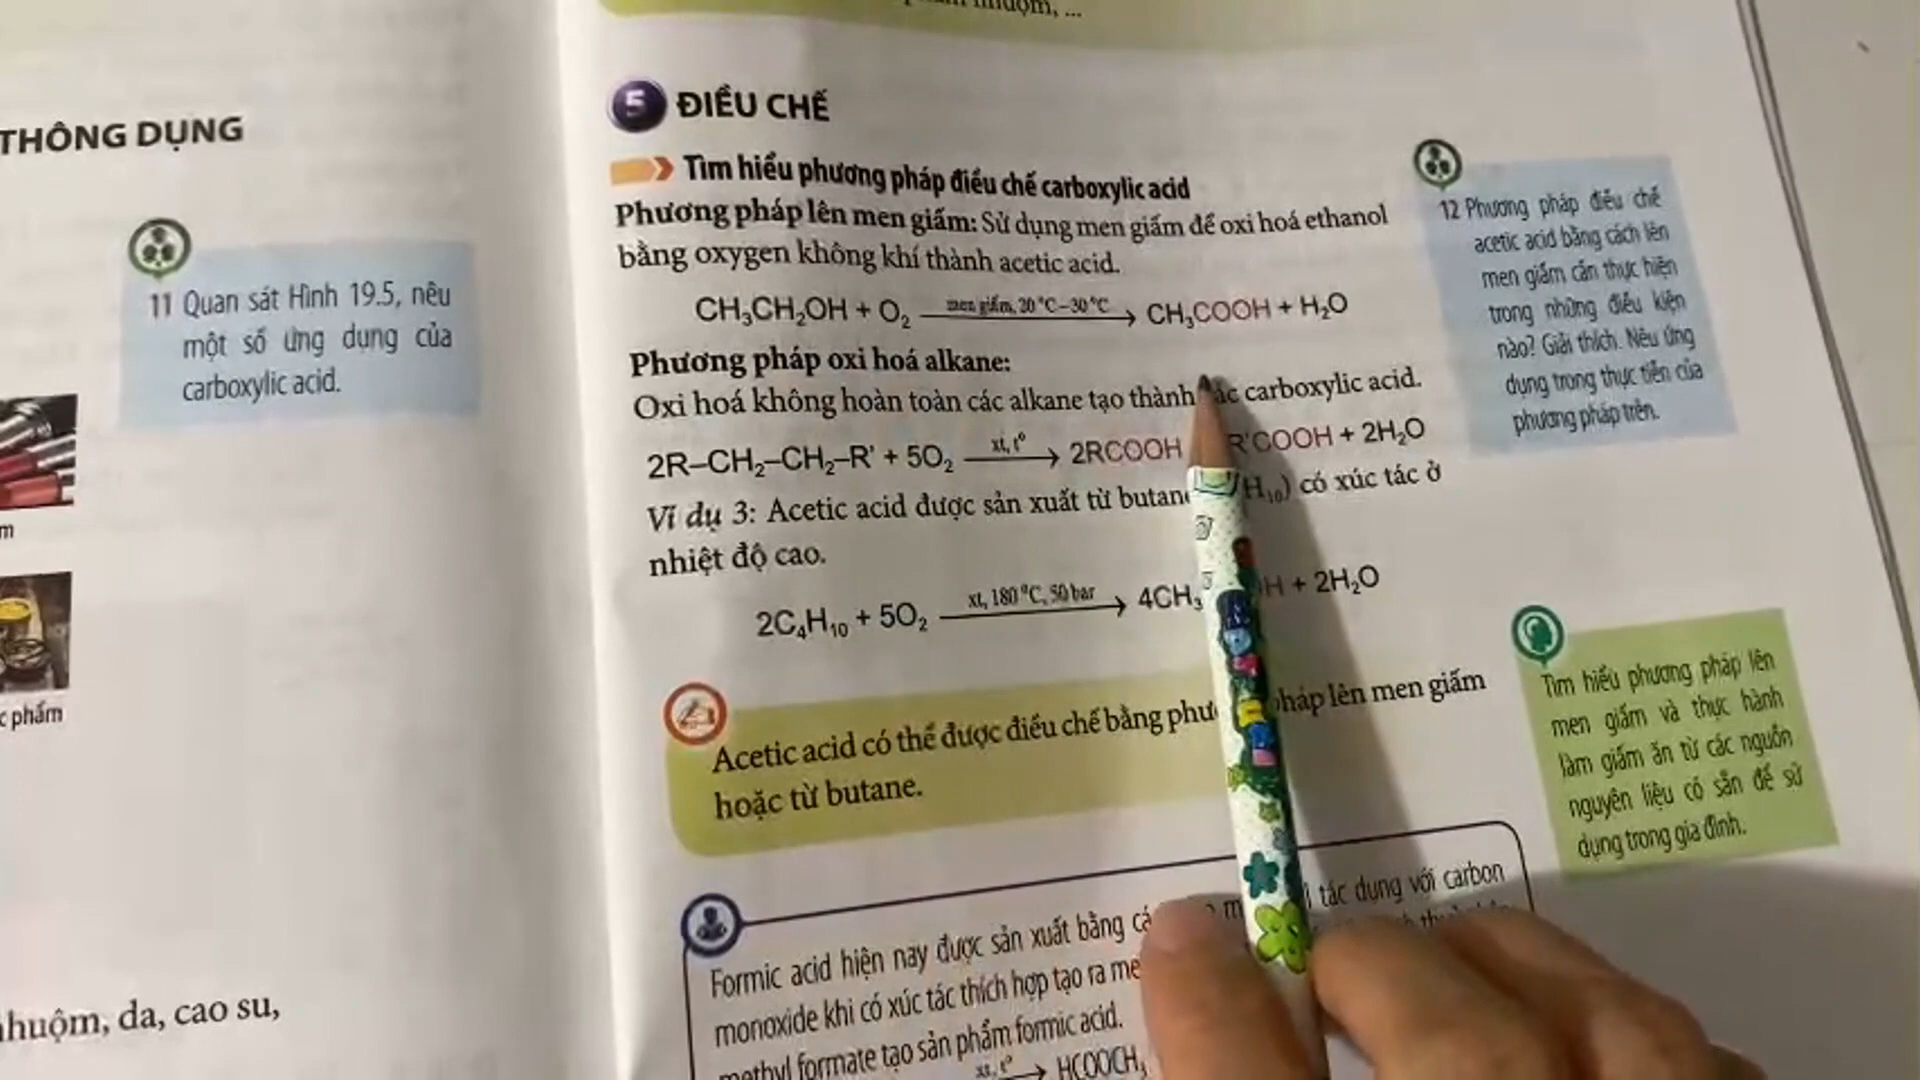 nhuộm, ...
THÔNG DỤNG
11 Quan sát Hình 19.5, nêu
một số ứng dụng của
carboxylic acid.
m
c phẩm
nhuộm, da, cao su,
5 ĐIỀU CHẾ
Tìm hiểu phương pháp điều chế carboxylic acid
Phương pháp lên men giấm: Sử dụng men giấm để oxi hoá ethanol
bằng oxygen không khí thành acetic acid.
CH₃CH₂OH + O₂ men giấm, 20 °C–30 °C → CH₃COOH + H₂O
Phương pháp oxi hoá alkane:
Oxi hoá không hoàn toàn các alkane tạo thành carboxylic acid.
2R–CH₂–CH₂–R' + 5O₂ xt, t° → 2RCOOH R'COOH + 2H₂O
Ví dụ 3: Acetic acid được sản xuất từ butan H₁₀) có xúc tác ở
nhiệt độ cao.
2C₄H₁₀ + 5O₂ xt, 180 °C, 50 bar → 4CH₃ H + 2H₂O
Acetic acid có thể được điều chế bằng phư pháp lên men giấm
hoặc từ butane.
Formic acid hiện nay được sản xuất bằng cá m tác dụng với carbon
monoxide khi có xúc tác thích hợp tạo ra me
methyl formate tạo sản phẩm formic acid.
xt, t° → HCOOCH₃
12 Phương pháp điều chế
acetic acid bằng cách lên
men giấm cần thực hiện
trong những điều kiện
nào? Giải thích. Nêu ứng
dụng trong thực tiễn của
phương pháp trên.
Tìm hiểu phương pháp lên
men giấm và thực hành
làm giấm ăn từ các nguồn
nguyên liệu có sẵn để sử
dụng trong gia đình.